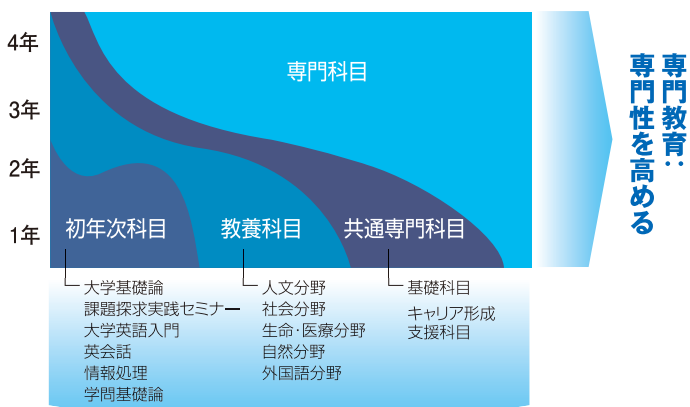 4年
3年
2年
1年
専門科目
初年次科目
教養科目
共通専門科目
大学基礎論
課題探求実践セミナー
大学英語入門
英会話
情報処理
学問基礎論
人文分野
社会分野
生命・医療分野
自然分野
外国語分野
基礎科目
キャリア形成
支援科目
専門教育：
専門性を高める